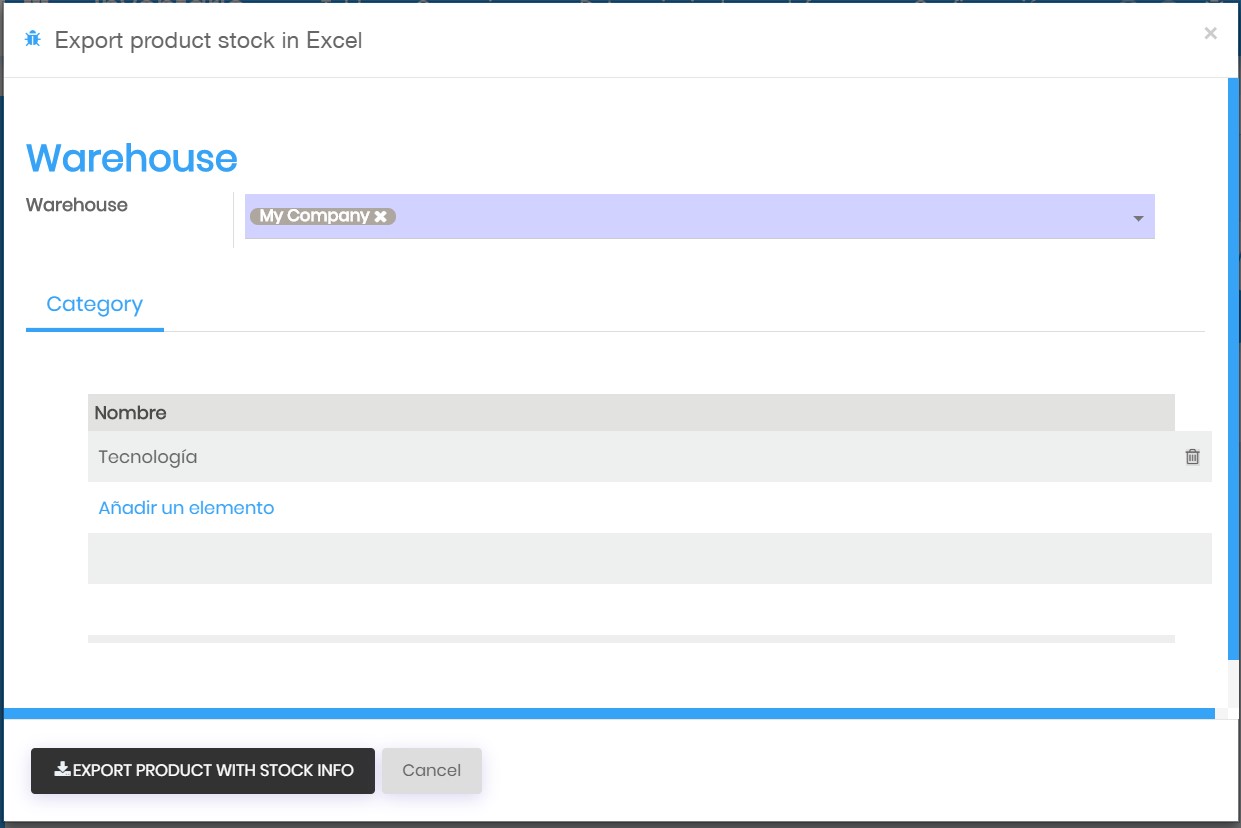 Export product stock in Excel
×
Warehouse
Warehouse
My Company ×
Category
Nombre
Tecnología
Añadir un elemento
EXPORT PRODUCT WITH STOCK INFO
Cancel